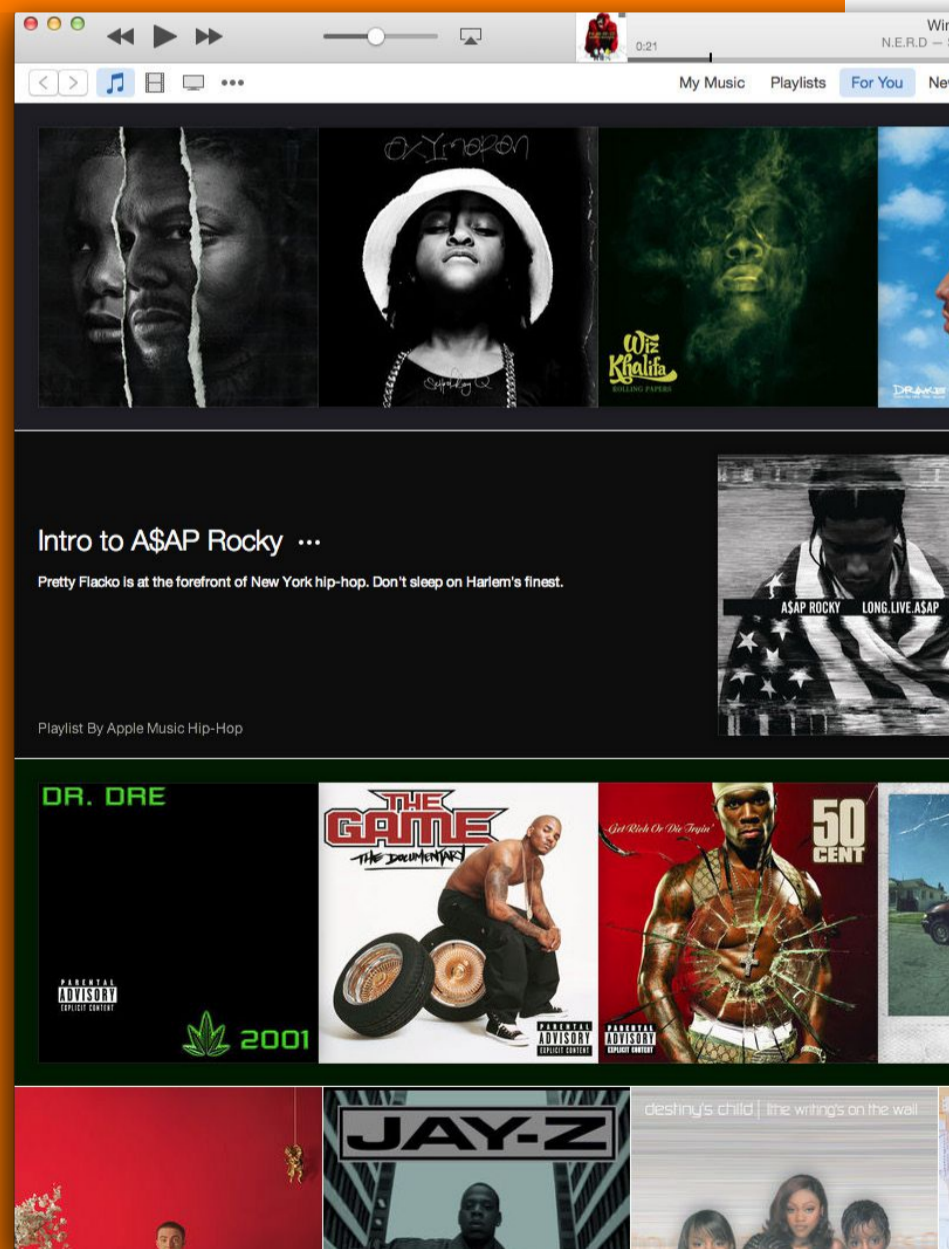 0:21
N.E.R.D —
My Music Playlists For You
OXYMORON
ScHoolboy Q
Wiz
Khalifa
ROLLING PAPERS
DRAKE
Intro to A$AP Rocky ...
Pretty Flacko is at the forefront of New York hip-hop. Don't sleep on Harlem's finest.
A$AP ROCKY LONG.LIVE.A$AP
Playlist By Apple Music Hip-Hop
DR. DRE
PARENTAL
ADVISORY
EXPLICIT CONTENT
2001
THE
GAME
THE DOCUMENTARY
PARENTAL
ADVISORY
EXPLICIT CONTENT
Get Rich Or Die Tryin'
50
CENT
PARENTAL
ADVISORY
EXPLICIT CONTENT
JAY-Z
destiny's child | the writing's on the wall